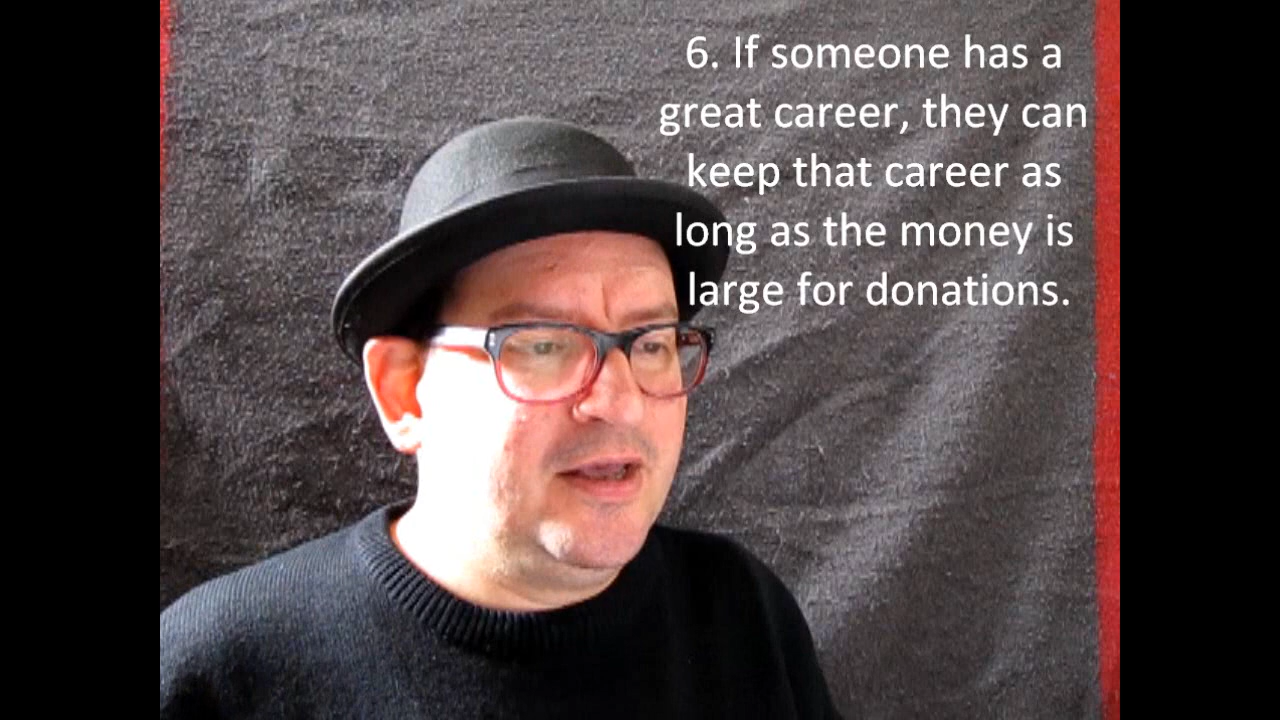 6. If someone has a
great career, they can
keep that career as
long as the money is
large for donations.